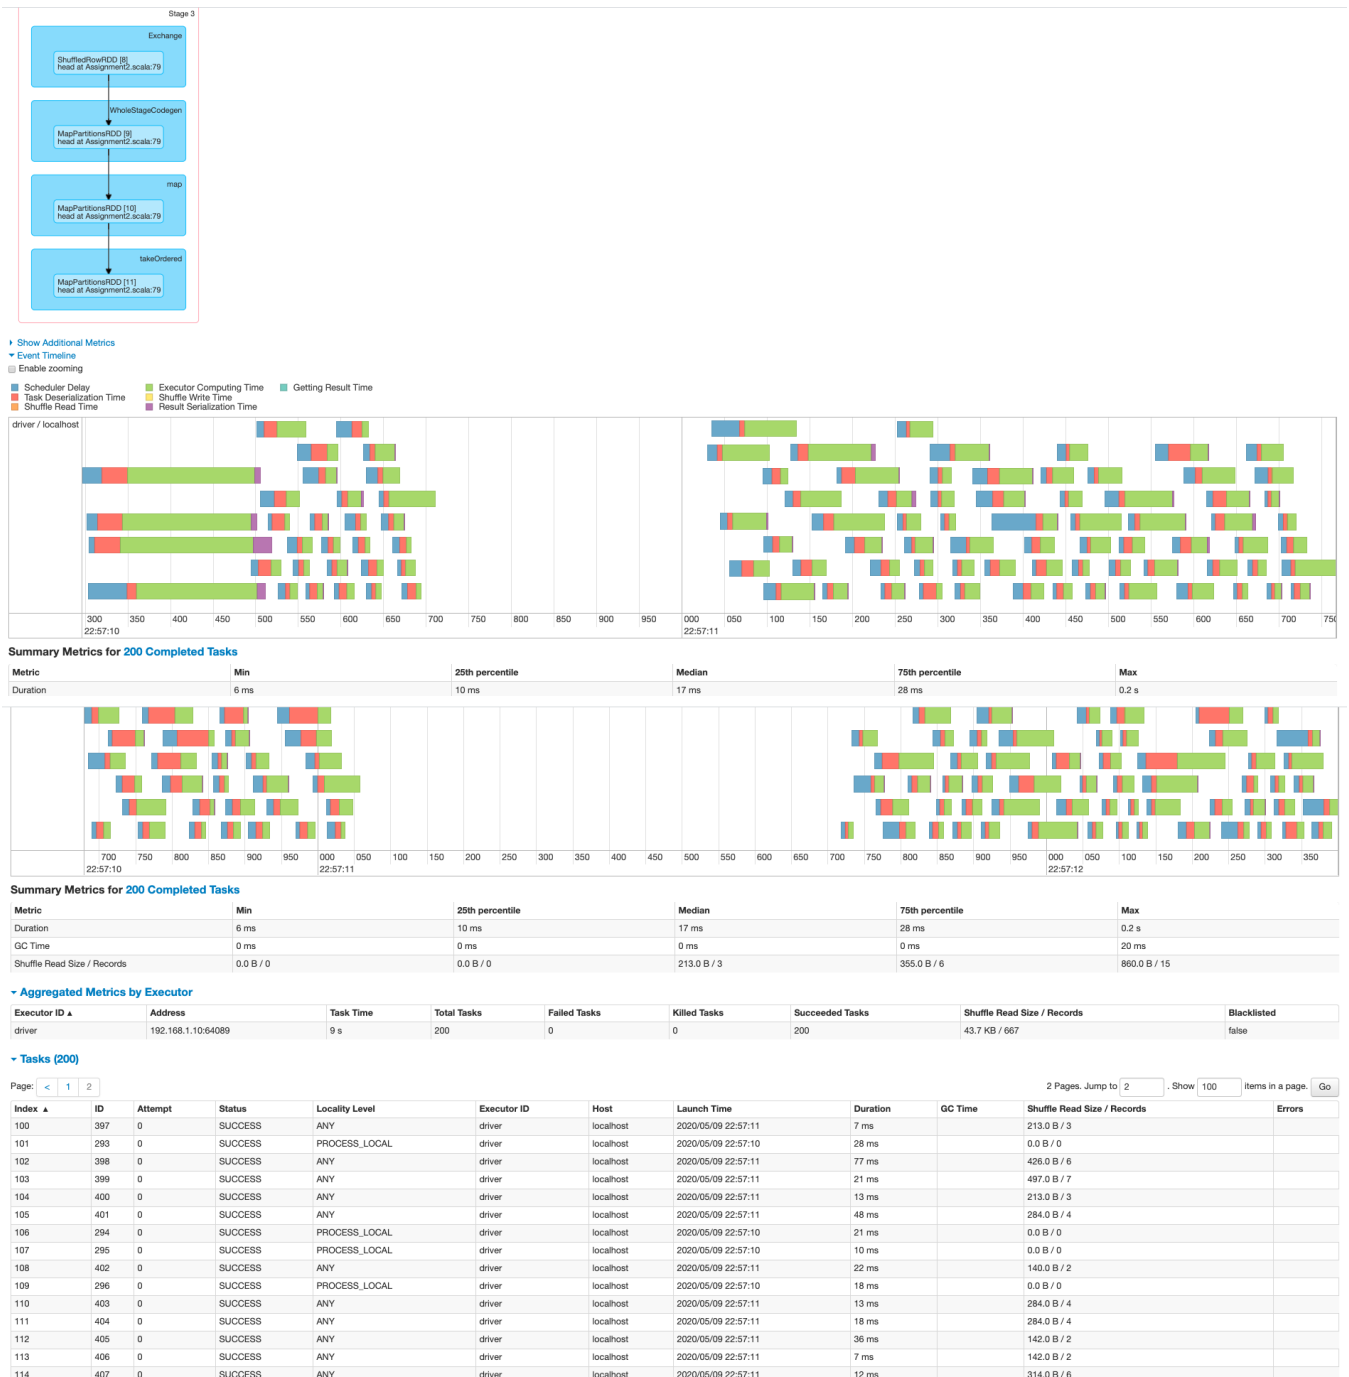 Stage 3
Exchange
ShuffledRowRDD [8]
head at Assignment2.scala:79
WholeStageCodegen
MapPartitionsRDD [9]
head at Assignment2.scala:79
map
MapPartitionsRDD [10]
head at Assignment2.scala:79
takeOrdered
MapPartitionsRDD [11]
head at Assignment2.scala:79
Show Additional Metrics
Event Timeline
Enable zooming
Scheduler Delay Executor Computing Time Getting Result Time
Task Deserialization Time Shuffle Write Time
Shuffle Read Time Result Serialization Time
driver / localhost
300 350 400 450 500 550 600 650 700 750 800 850 900 950 000 050 100 150 200 250 300 350 400 450 500 550 600 650 700 750
22:57:10 22:57:11
Summary Metrics for 200 Completed Tasks
Metric Min 25th percentile Median 75th percentile Max
Duration 6 ms 10 ms 17 ms 28 ms 0.2 s
700 750 800 850 900 950 000 050 100 150 200 250 300 350 400 450 500 550 600 650 700 750 800 850 900 950 000 050 100 150 200 250 300 350
22:57:10 22:57:11 22:57:12
Summary Metrics for 200 Completed Tasks
Metric Min 25th percentile Median 75th percentile Max
Duration 6 ms 10 ms 17 ms 28 ms 0.2 s
GC Time 0 ms 0 ms 0 ms 0 ms 20 ms
Shuffle Read Size / Records 0.0 B / 0 0.0 B / 0 213.0 B / 3 355.0 B / 6 860.0 B / 15
Aggregated Metrics by Executor
Executor ID ▲ Address Task Time Total Tasks Failed Tasks Killed Tasks Succeeded Tasks Shuffle Read Size / Records Blacklisted
driver 192.168.1.10:64089 9 s 200 0 0 200 43.7 KB / 667 false
Tasks (200)
Page: < 1 2 2 Pages. Jump to 2 . Show 100 items in a page. Go
Index ▲ ID Attempt Status Locality Level Executor ID Host Launch Time Duration GC Time Shuffle Read Size / Records Errors
100 397 0 SUCCESS ANY driver localhost 2020/05/09 22:57:11 7 ms 213.0 B / 3
101 293 0 SUCCESS PROCESS_LOCAL driver localhost 2020/05/09 22:57:10 28 ms 0.0 B / 0
102 398 0 SUCCESS ANY driver localhost 2020/05/09 22:57:11 77 ms 426.0 B / 6
103 399 0 SUCCESS ANY driver localhost 2020/05/09 22:57:11 21 ms 497.0 B / 7
104 400 0 SUCCESS ANY driver localhost 2020/05/09 22:57:11 13 ms 213.0 B / 3
105 401 0 SUCCESS ANY driver localhost 2020/05/09 22:57:11 48 ms 284.0 B / 4
106 294 0 SUCCESS PROCESS_LOCAL driver localhost 2020/05/09 22:57:10 21 ms 0.0 B / 0
107 295 0 SUCCESS PROCESS_LOCAL driver localhost 2020/05/09 22:57:10 10 ms 0.0 B / 0
108 402 0 SUCCESS ANY driver localhost 2020/05/09 22:57:11 22 ms 140.0 B / 2
109 296 0 SUCCESS PROCESS_LOCAL driver localhost 2020/05/09 22:57:10 18 ms 0.0 B / 0
110 403 0 SUCCESS ANY driver localhost 2020/05/09 22:57:11 13 ms 284.0 B / 4
111 404 0 SUCCESS ANY driver localhost 2020/05/09 22:57:11 18 ms 284.0 B / 4
112 405 0 SUCCESS ANY driver localhost 2020/05/09 22:57:11 36 ms 142.0 B / 2
113 406 0 SUCCESS ANY driver localhost 2020/05/09 22:57:11 7 ms 142.0 B / 2
114 407 0 SUCCESS ANY driver localhost 2020/05/09 22:57:11 12 ms 314.0 B / 6